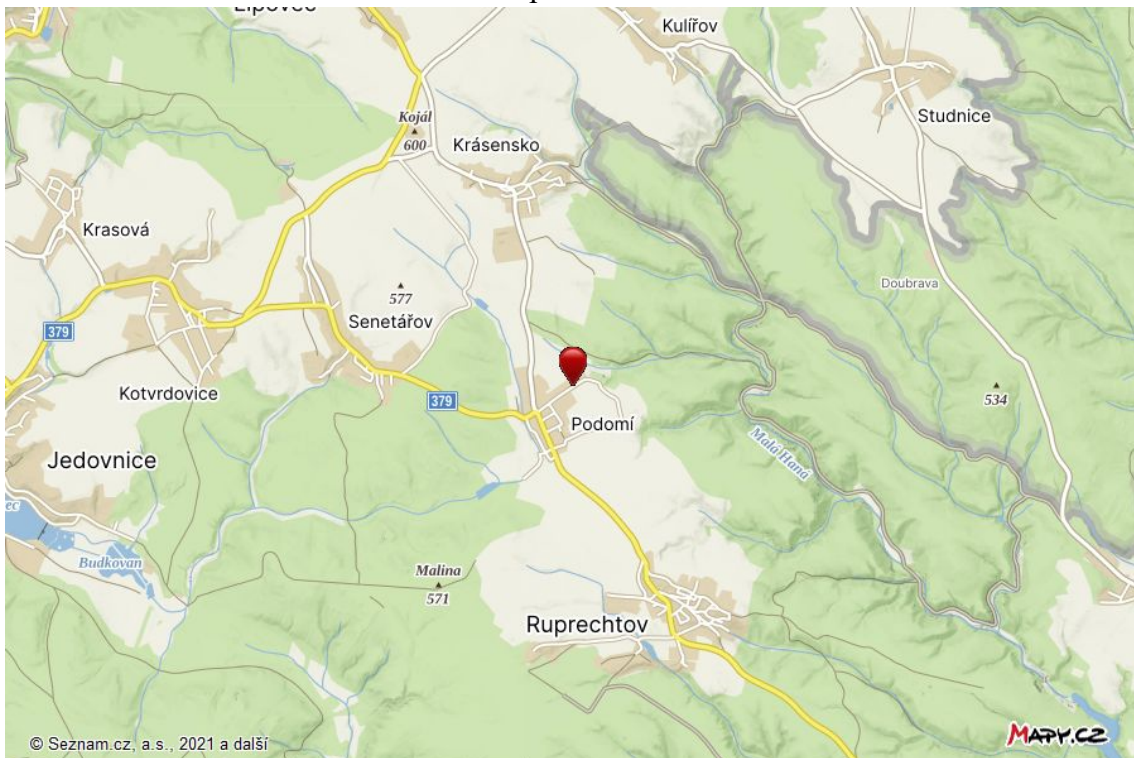 Lipovec
Kulířov
Studnice
Kojál
600
Krásensko
Krasová
Doubrava
577
Senetářov
379
534
Kotvrdovice
379
Podomí
Malá Haná
Jedovnice
Budkovan
Malina
571
Ruprechtov
© Seznam.cz, a.s., 2021 a další
MAPY.CZ